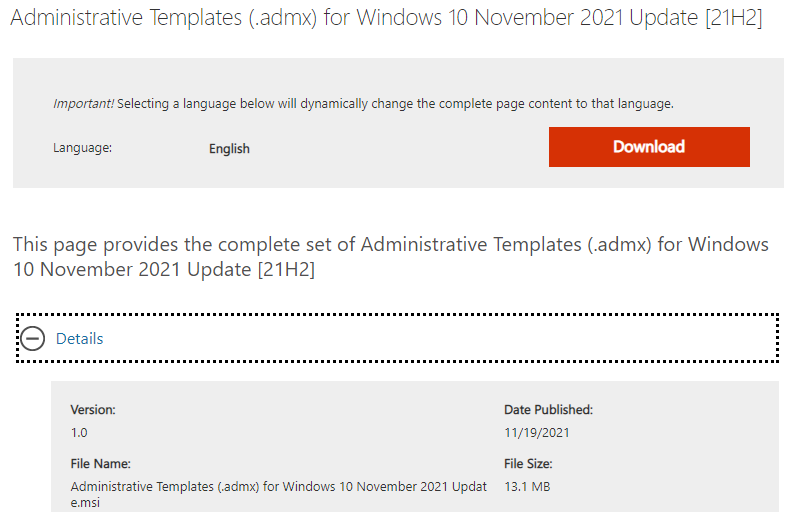 Administrative Templates (.admx) for Windows 10 November 2021 Update [21H2]
Important! Selecting a language below will dynamically change the complete page content to that language.
Language:
English
Download
This page provides the complete set of Administrative Templates (.admx) for Windows
10 November 2021 Update [21H2]
Details
Version:
Date Published:
1.0
11/19/2021
File Name:
File Size:
Administrative Templates (.admx) for Windows 10 November 2021 Updat
13.1 MB
e.msi